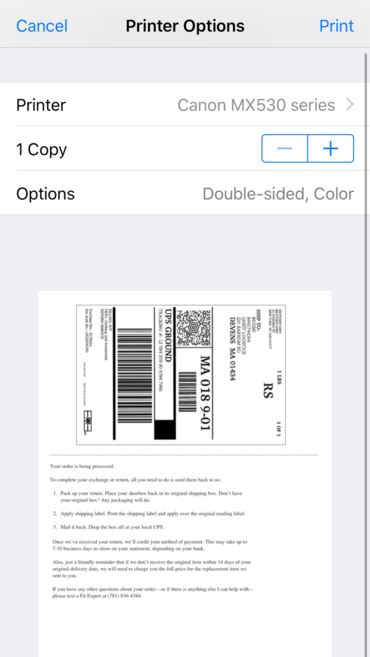 Cancel
Printer Options
Print
Printer
Canon MX530 series
1 Copy
Options
Double-sided, Color
SHIP TO:
DEVENS MA 01434
1 LBS
1 OF 1
RS
MA 018 9-01
UPS GROUND
Your order is being processed.
To complete your exchange or return, all you need to do is send them back to us:
1. Pack up your return. Place your shoebox back in its original shipping box. Don't have
your original box? Any packaging will do.
2. Apply shipping label. Print the shipping label and apply over the original mailing label.
3. Mail it back. Drop the box off at your local UPS.
Once we've received your return, we'll credit your method of payment. This may take up to
7-10 business days to show on your statement, depending on your bank.
Also, just a friendly reminder that if we don't receive the original item within 14 days of your
original delivery date, we will need to charge you the full price for the replacement item we
sent to you.
If you have any other questions about your order—or if there is anything else I can help with—
please text a Fit Expert at (781) 836-4384.